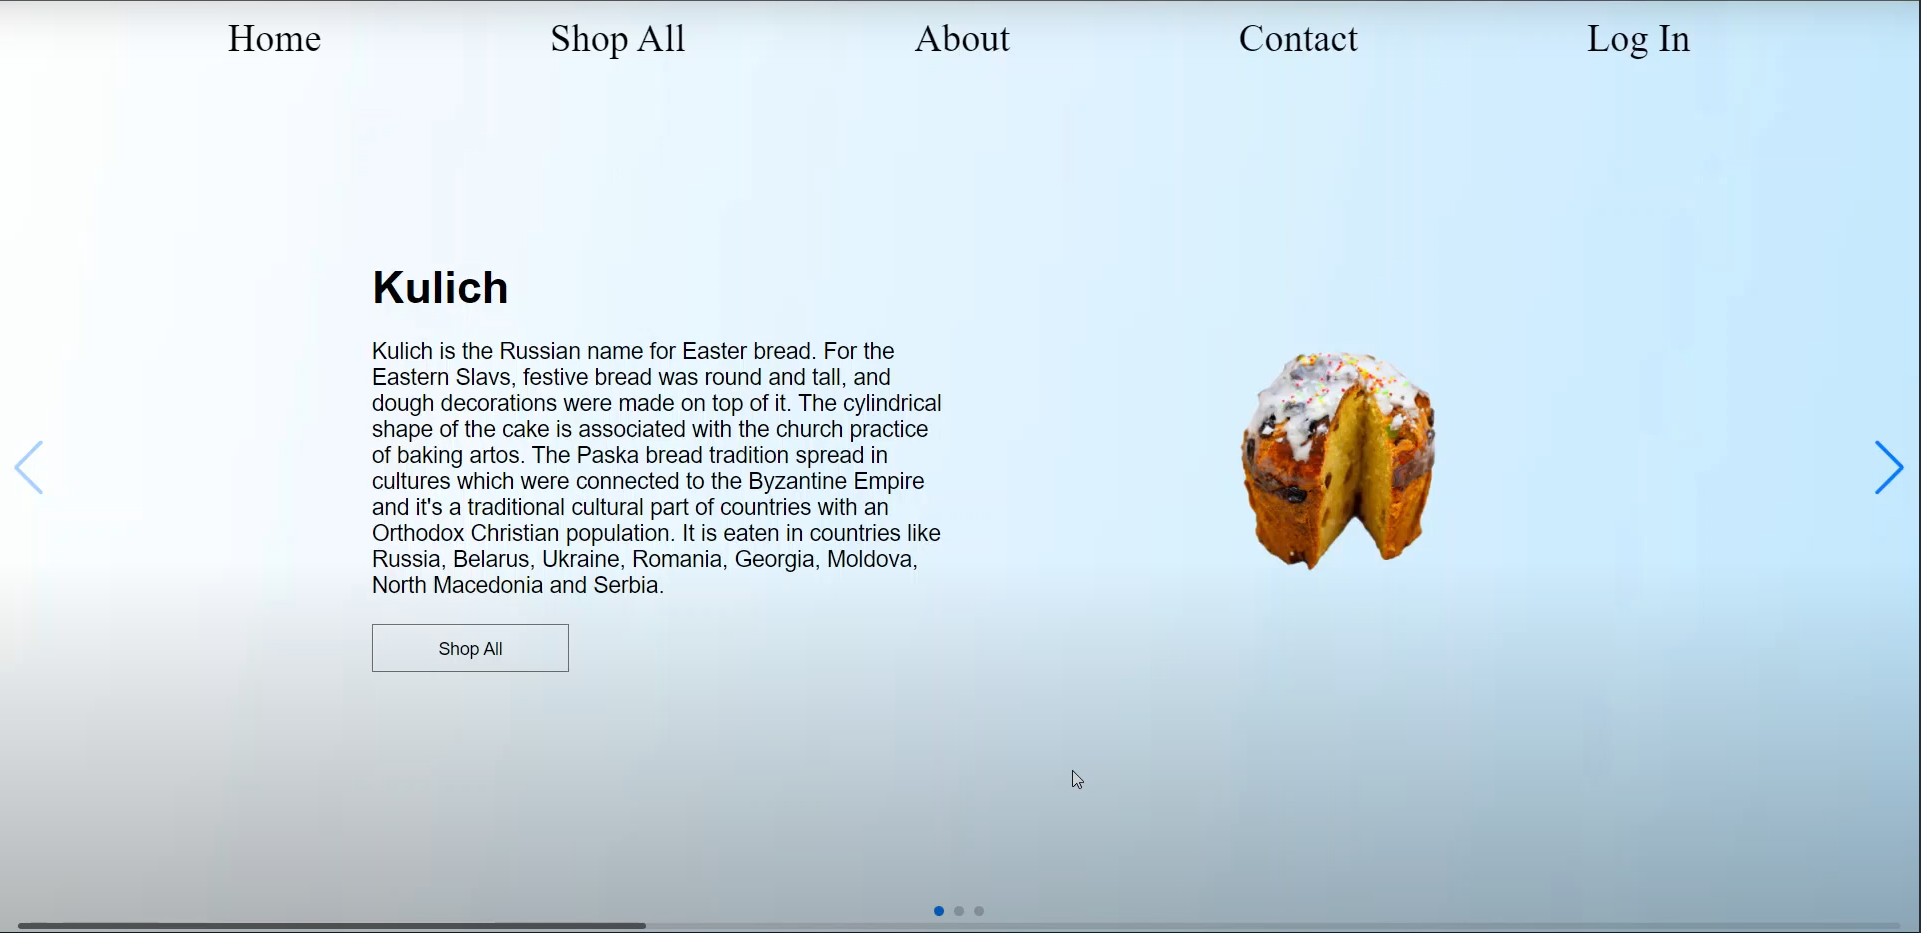 Home Shop All About Contact Log In
Kulich
Kulich is the Russian name for Easter bread. For the
Eastern Slavs, festive bread was round and tall, and
dough decorations were made on top of it. The cylindrical
shape of the cake is associated with the church practice
of baking artos. The Paska bread tradition spread in
cultures which were connected to the Byzantine Empire
and it's a traditional cultural part of countries with an
Orthodox Christian population. It is eaten in countries like
Russia, Belarus, Ukraine, Romania, Georgia, Moldova,
North Macedonia and Serbia.
Shop All